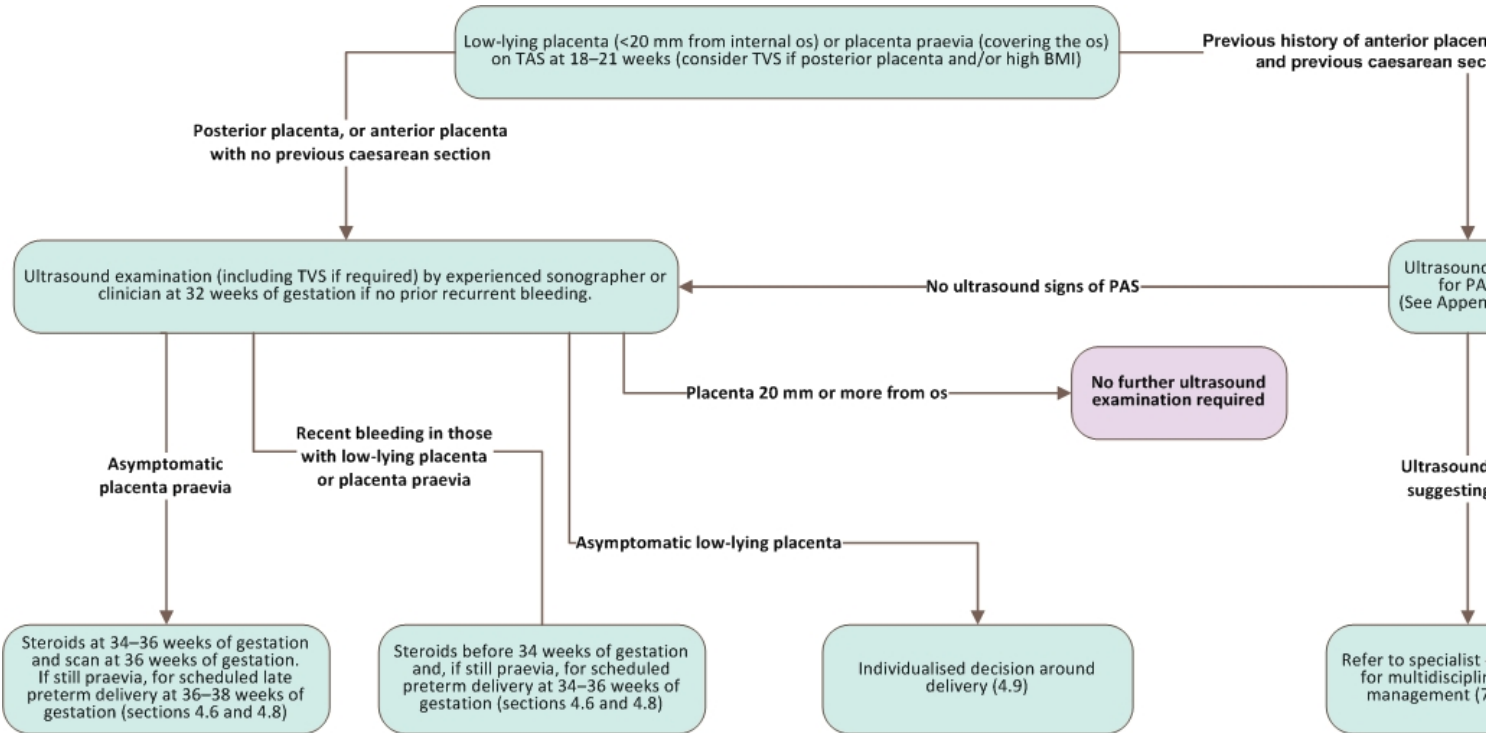 Low-lying placenta (<20 mm from internal os) or placenta praevia (covering the os)
on TAS at 18–21 weeks (consider TVS if posterior placenta and/or high BMI)
Previous history of anterior
and previous caesarean
Posterior placenta, or anterior placenta
with no previous caesarean section
Ultrasound examination (including TVS if required) by experienced sonographer or
clinician at 32 weeks of gestation if no prior recurrent bleeding.
No ultrasound signs of PAS
Ultrasound
for
(See
Placenta 20 mm or more from os
No further ultrasound
examination required
Asymptomatic
placenta praevia
Recent bleeding in those
with low-lying placenta
or placenta praevia
Ultrasound
suggesting
Asymptomatic low-lying placenta
Steroids at 34–36 weeks of gestation
and scan at 36 weeks of gestation.
If still praevia, for scheduled late
preterm delivery at 36–38 weeks of
gestation (sections 4.6 and 4.8)
Steroids before 34 weeks of gestation
and, if still praevia, for scheduled
preterm delivery at 34–36 weeks of
gestation (sections 4.6 and 4.8)
Individualised decision around
delivery (4.9)
Refer to specialist
for
management